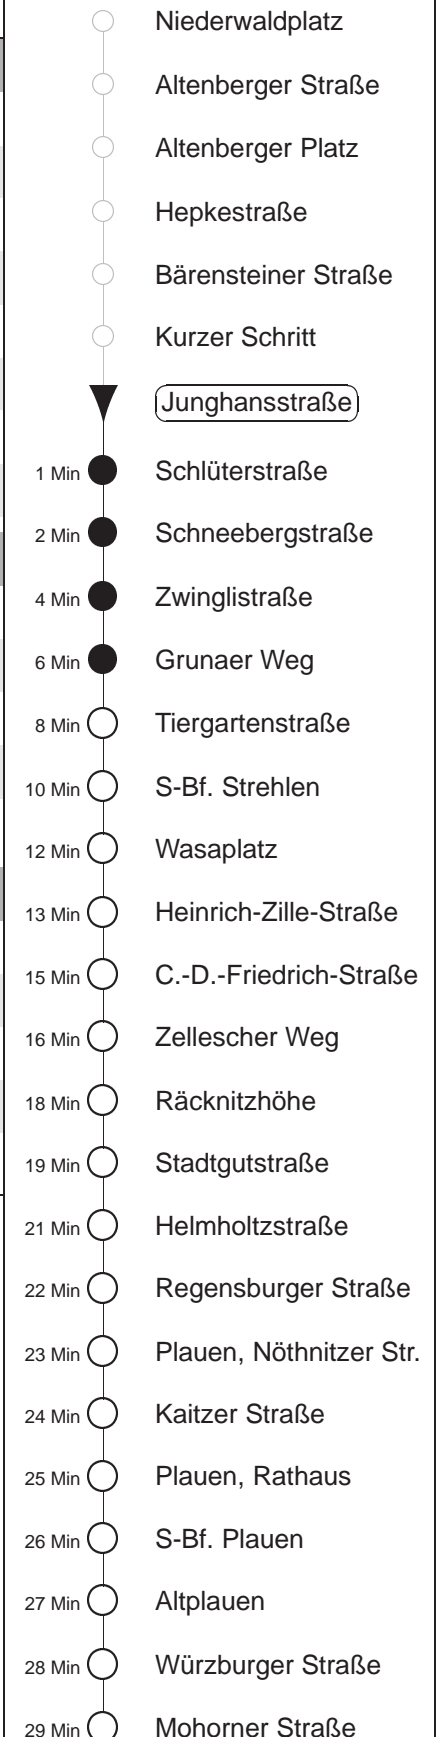 Niederwaldplatz
Altenberger Straße
Altenberger Platz
Hepkestraße
Bärensteiner Straße
Kurzer Schritt
Junghansstraße
1 Min Schlüterstraße
2 Min Schneebergstraße
4 Min Zwinglistraße
6 Min Grunaer Weg
8 Min Tiergartenstraße
10 Min S-Bf. Strehlen
12 Min Wasaplatz
13 Min Heinrich-Zille-Straße
15 Min C.-D.-Friedrich-Straße
16 Min Zellescher Weg
18 Min Räcknitzhöhe
19 Min Stadtgutstraße
21 Min Helmholtzstraße
22 Min Regensburger Straße
23 Min Plauen, Nöthnitzer Str.
24 Min Kaitzer Straße
25 Min Plauen, Rathaus
26 Min S-Bf. Plauen
27 Min Altplauen
28 Min Würzburger Straße
29 Min Mohorner Straße